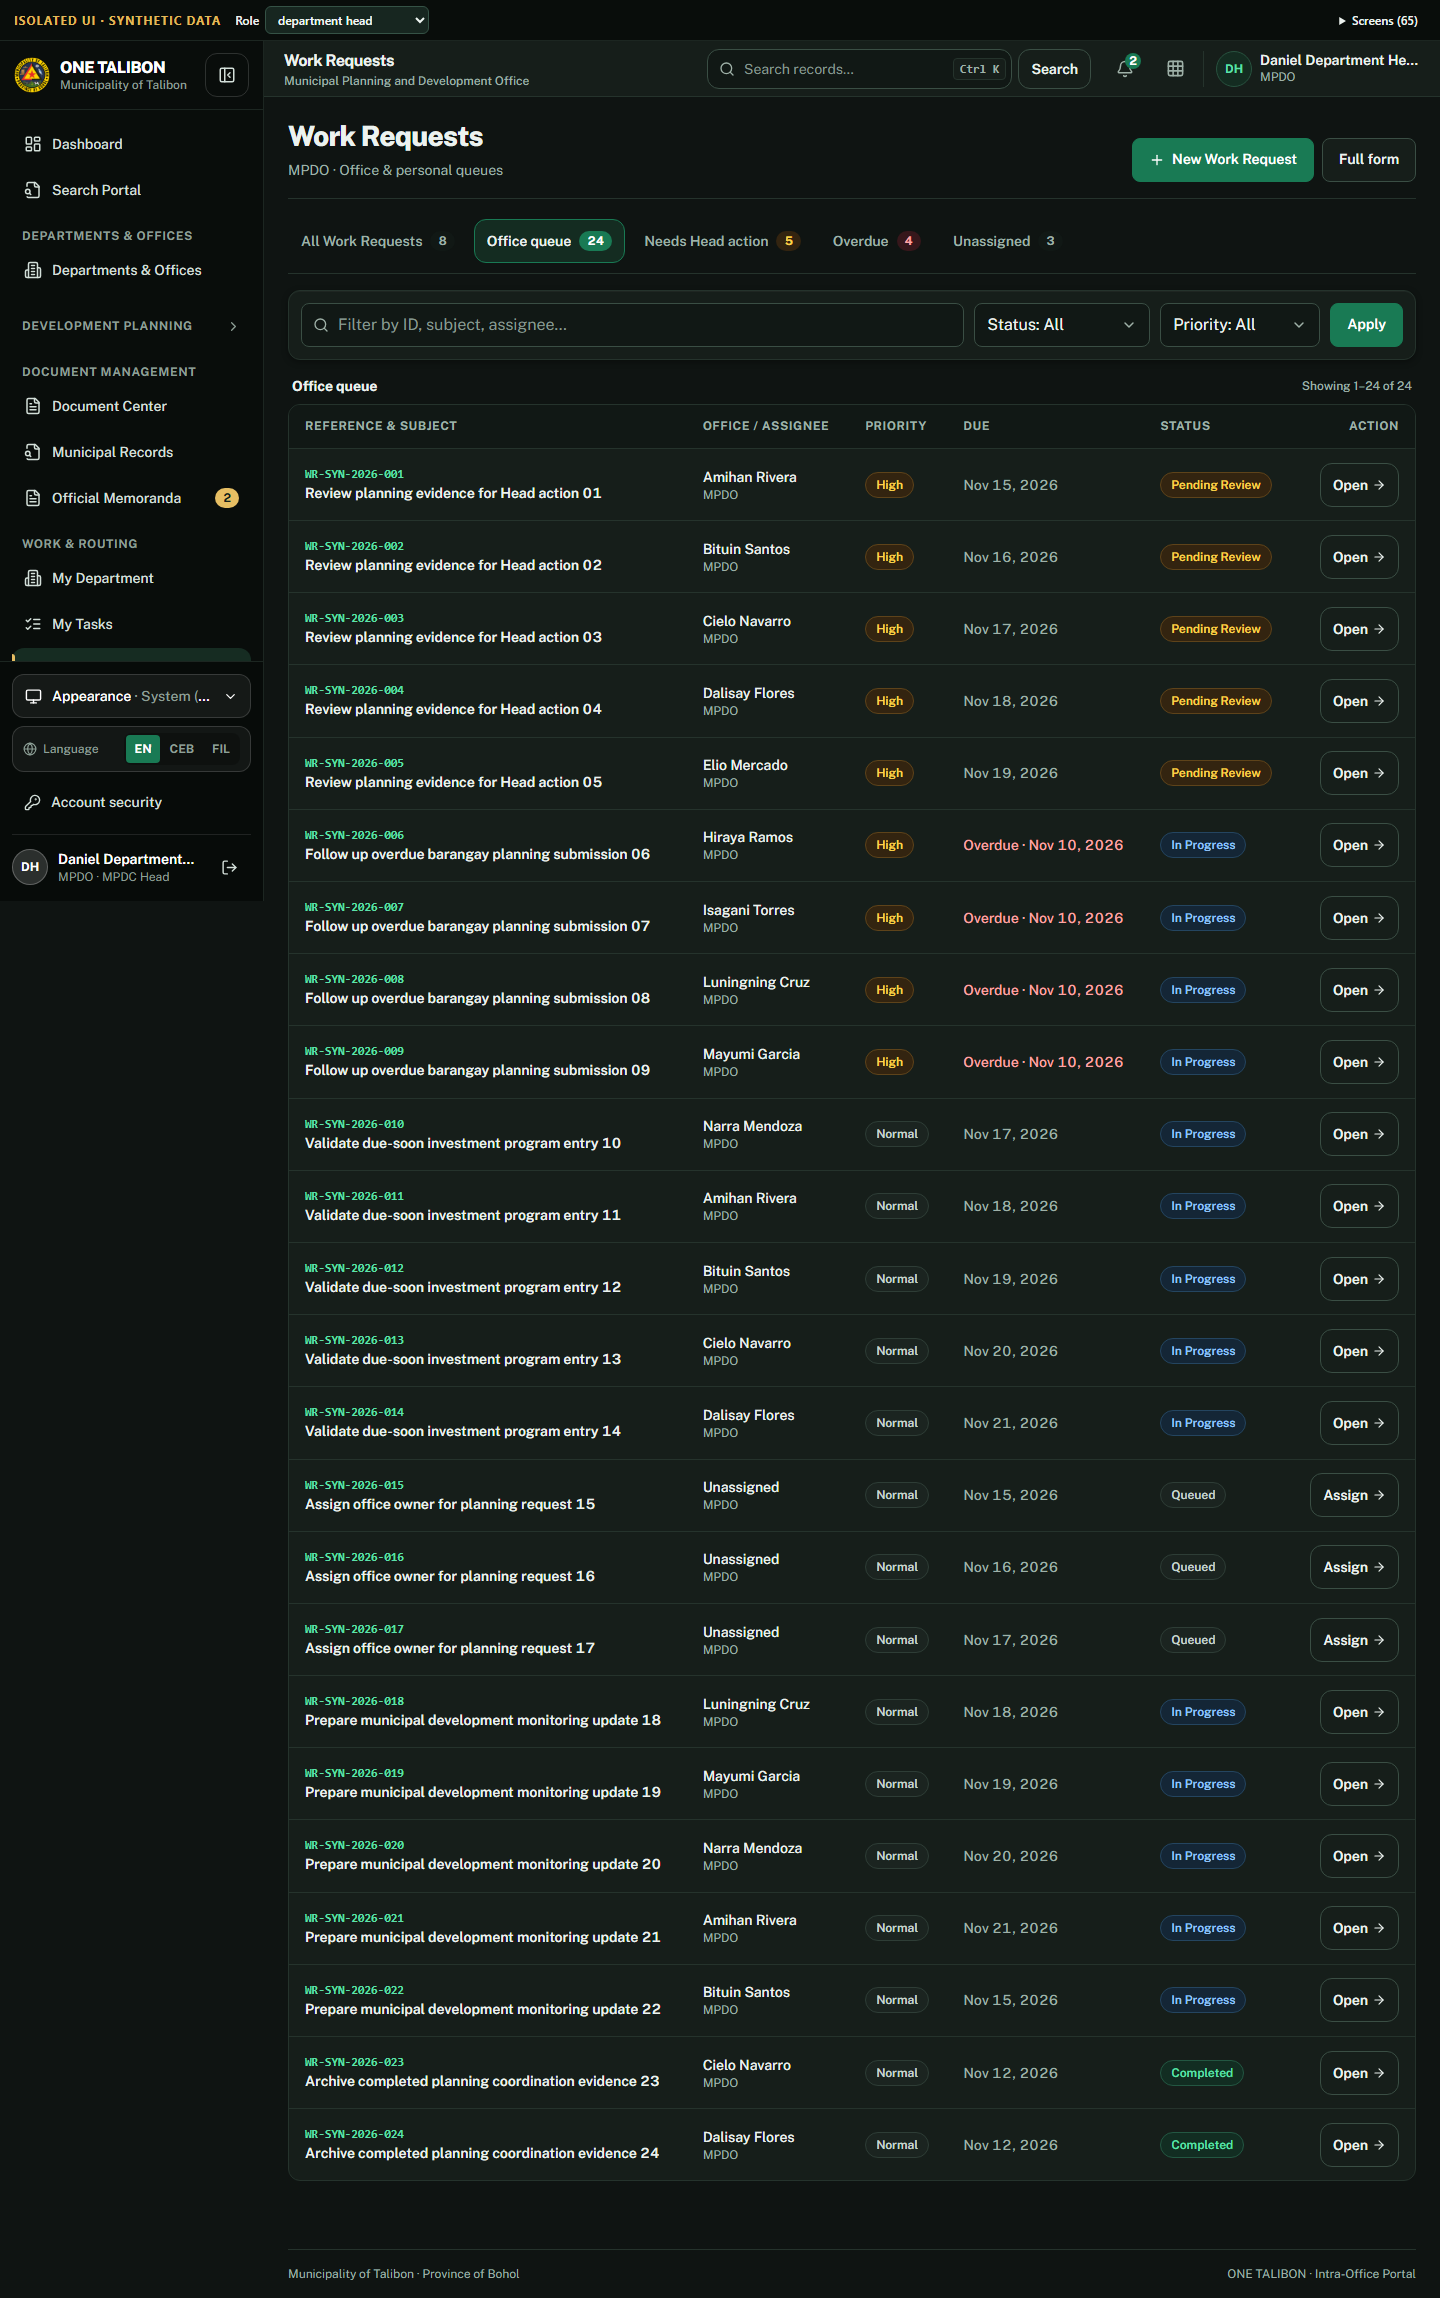 ISOLATED UI · SYNTHETIC DATA Role department head Screens (65)
ONE TALIBON
Municipality of Talibon
Work Requests
Municipal Planning and Development Office
Search records... Ctrl K Search 2 DH Daniel Department He...
MPDO
Dashboard
Search Portal
DEPARTMENTS & OFFICES
Departments & Offices
DEVELOPMENT PLANNING
DOCUMENT MANAGEMENT
Document Center
Municipal Records
Official Memoranda 2
WORK & ROUTING
My Department
My Tasks
Appearance · System (...
Language EN CEB FIL
Account security
DH Daniel Department...
MPDO · MPDC Head
Work Requests
MPDO · Office & personal queues
New Work Request Full form
All Work Requests 8 Office queue 24 Needs Head action 5 Overdue 4 Unassigned 3
Filter by ID, subject, assignee... Status: All Priority: All Apply
Office queue Showing 1–24 of 24
REFERENCE & SUBJECT OFFICE / ASSIGNEE PRIORITY DUE STATUS ACTION
WR-SYN-2026-001
Review planning evidence for Head action 01 Amihan Rivera MPDO High Nov 15, 2026 Pending Review Open
WR-SYN-2026-002
Review planning evidence for Head action 02 Bituin Santos MPDO High Nov 16, 2026 Pending Review Open
WR-SYN-2026-003
Review planning evidence for Head action 03 Cielo Navarro MPDO High Nov 17, 2026 Pending Review Open
WR-SYN-2026-004
Review planning evidence for Head action 04 Dalisay Flores MPDO High Nov 18, 2026 Pending Review Open
WR-SYN-2026-005
Review planning evidence for Head action 05 Elio Mercado MPDO High Nov 19, 2026 Pending Review Open
WR-SYN-2026-006
Follow up overdue barangay planning submission 06 Hiraya Ramos MPDO High Overdue · Nov 10, 2026 In Progress Open
WR-SYN-2026-007
Follow up overdue barangay planning submission 07 Isagani Torres MPDO High Overdue · Nov 10, 2026 In Progress Open
WR-SYN-2026-008
Follow up overdue barangay planning submission 08 Luningning Cruz MPDO High Overdue · Nov 10, 2026 In Progress Open
WR-SYN-2026-009
Follow up overdue barangay planning submission 09 Mayumi Garcia MPDO High Overdue · Nov 10, 2026 In Progress Open
WR-SYN-2026-010
Validate due-soon investment program entry 10 Narra Mendoza MPDO Normal Nov 17, 2026 In Progress Open
WR-SYN-2026-011
Validate due-soon investment program entry 11 Amihan Rivera MPDO Normal Nov 18, 2026 In Progress Open
WR-SYN-2026-012
Validate due-soon investment program entry 12 Bituin Santos MPDO Normal Nov 19, 2026 In Progress Open
WR-SYN-2026-013
Validate due-soon investment program entry 13 Cielo Navarro MPDO Normal Nov 20, 2026 In Progress Open
WR-SYN-2026-014
Validate due-soon investment program entry 14 Dalisay Flores MPDO Normal Nov 21, 2026 In Progress Open
WR-SYN-2026-015
Assign office owner for planning request 15 Unassigned MPDO Normal Nov 15, 2026 Queued Assign
WR-SYN-2026-016
Assign office owner for planning request 16 Unassigned MPDO Normal Nov 16, 2026 Queued Assign
WR-SYN-2026-017
Assign office owner for planning request 17 Unassigned MPDO Normal Nov 17, 2026 Queued Assign
WR-SYN-2026-018
Prepare municipal development monitoring update 18 Luningning Cruz MPDO Normal Nov 18, 2026 In Progress Open
WR-SYN-2026-019
Prepare municipal development monitoring update 19 Mayumi Garcia MPDO Normal Nov 19, 2026 In Progress Open
WR-SYN-2026-020
Prepare municipal development monitoring update 20 Narra Mendoza MPDO Normal Nov 20, 2026 In Progress Open
WR-SYN-2026-021
Prepare municipal development monitoring update 21 Amihan Rivera MPDO Normal Nov 21, 2026 In Progress Open
WR-SYN-2026-022
Prepare municipal development monitoring update 22 Bituin Santos MPDO Normal Nov 15, 2026 In Progress Open
WR-SYN-2026-023
Archive completed planning coordination evidence 23 Cielo Navarro MPDO Normal Nov 12, 2026 Completed Open
WR-SYN-2026-024
Archive completed planning coordination evidence 24 Dalisay Flores MPDO Normal Nov 12, 2026 Completed Open
Municipality of Talibon · Province of Bohol ONE TALIBON · Intra-Office Portal